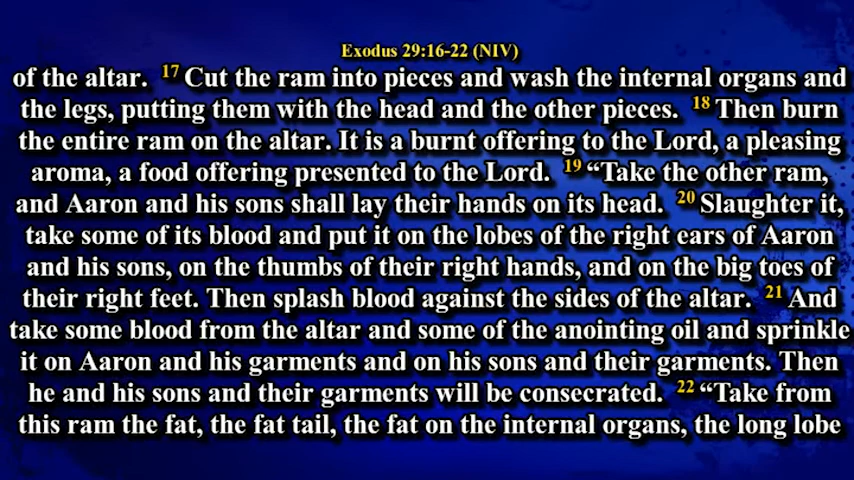 Exodus 29:16-22 (NIV)
of the altar. 17 Cut the ram into pieces and wash the internal organs and
the legs, putting them with the head and the other pieces. 18 Then burn
the entire ram on the altar. It is a burnt offering to the Lord, a pleasing
aroma, a food offering presented to the Lord. 19 “Take the other ram,
and Aaron and his sons shall lay their hands on its head. 20 Slaughter it,
take some of its blood and put it on the lobes of the right ears of Aaron
and his sons, on the thumbs of their right hands, and on the big toes of
their right feet. Then splash blood against the sides of the altar. 21 And
take some blood from the altar and some of the anointing oil and sprinkle
it on Aaron and his garments and on his sons and their garments. Then
he and his sons and their garments will be consecrated. 22 “Take from
this ram the fat, the fat tail, the fat on the internal organs, the long lobe